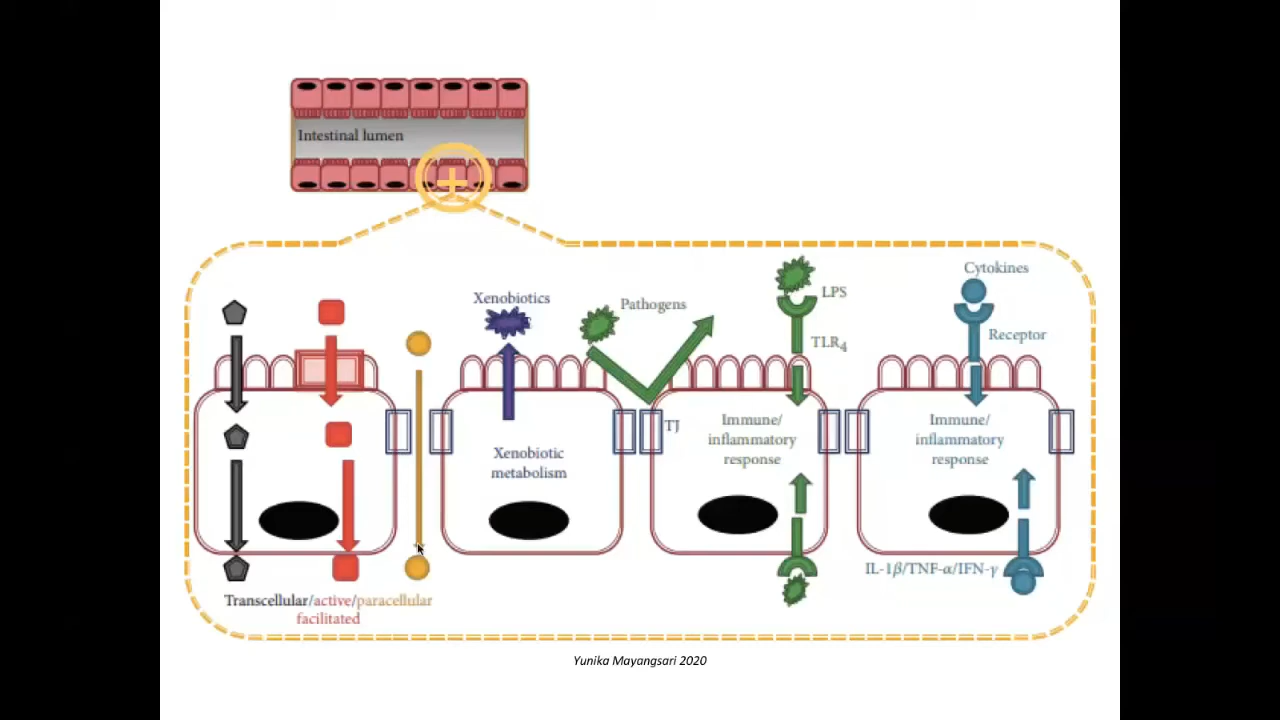 Intestinal lumen
Xenobiotics
Pathogens
LPS
TLR4
Cytokines
Receptor
TJ
Xenobiotic
metabolism
Immune/
inflammatory
response
Immune/
inflammatory
response
IL-1β/TNF-α/IFN-γ
Transcellular/active/paracellular
facilitated
Yunika Mayangsari 2020